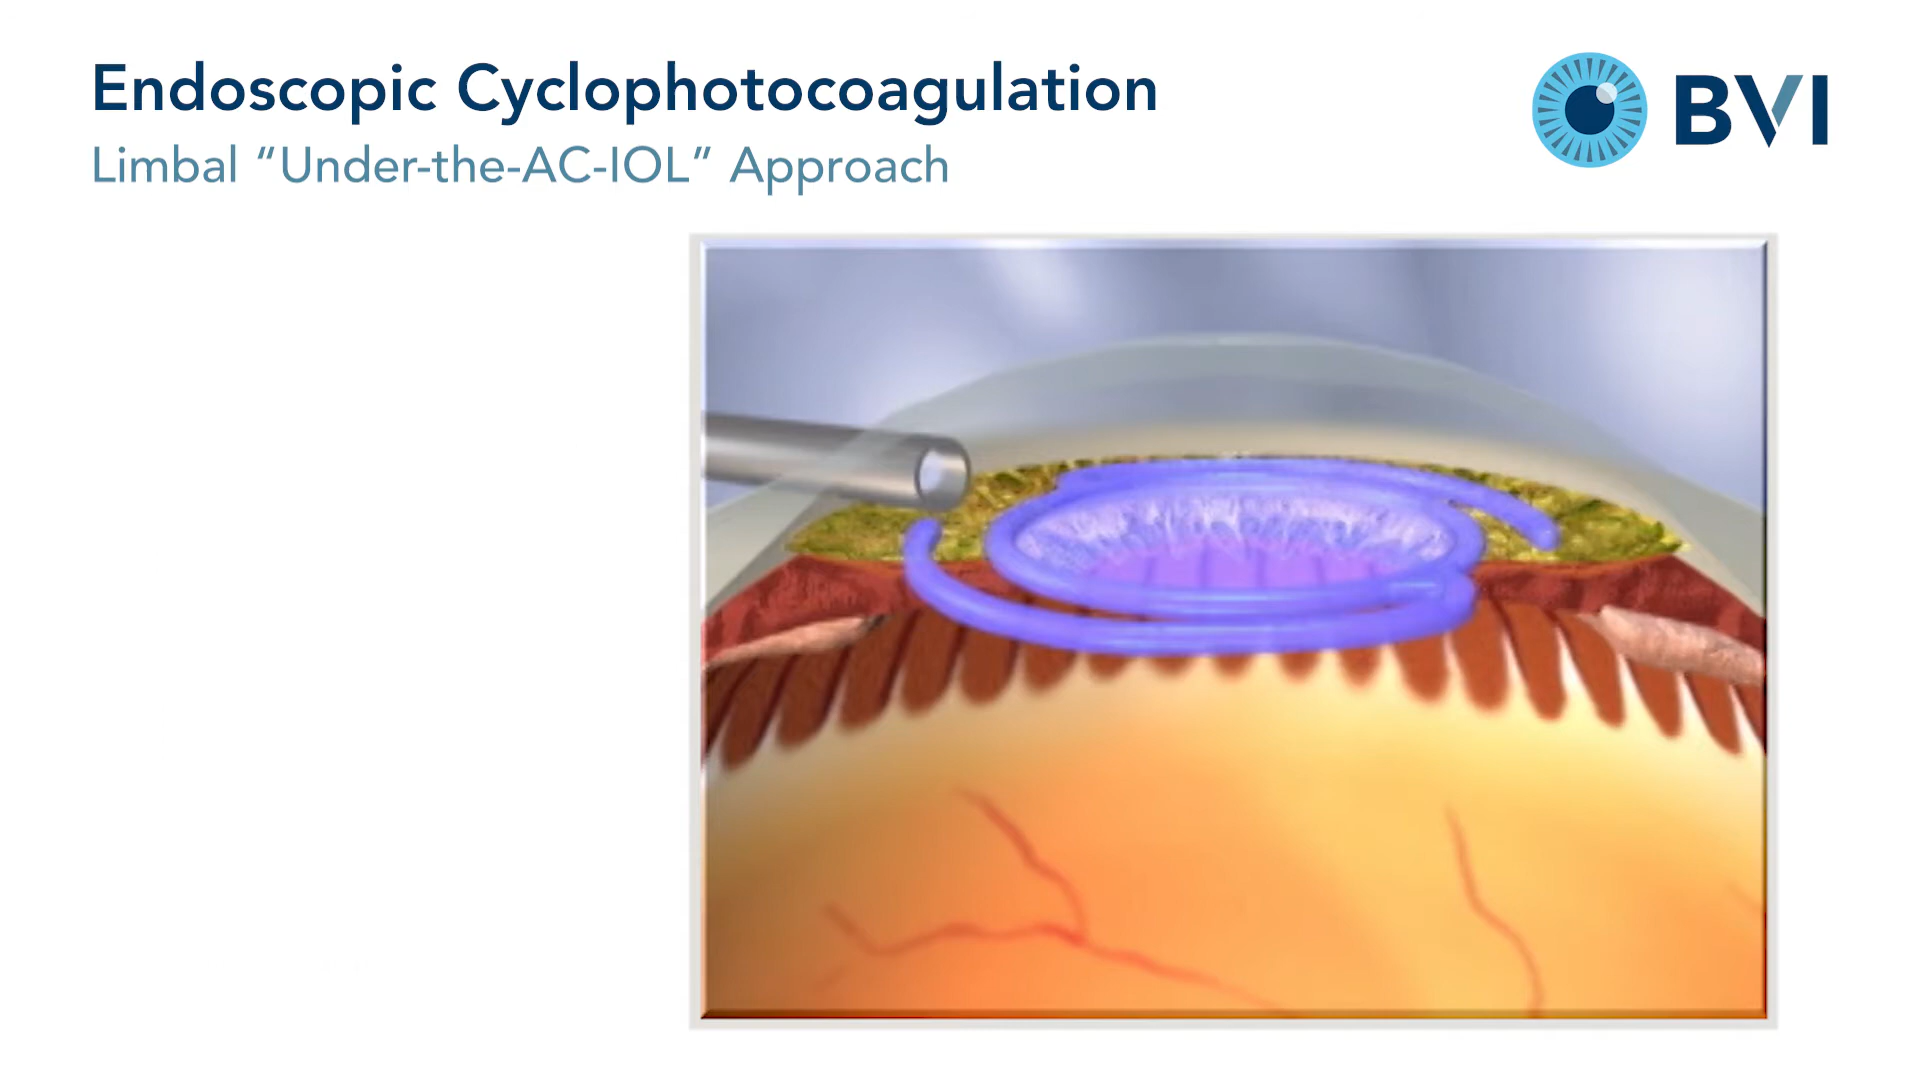 Endoscopic Cyclophotocoagulation
Limbal “Under-the-AC-IOL” Approach
BVI